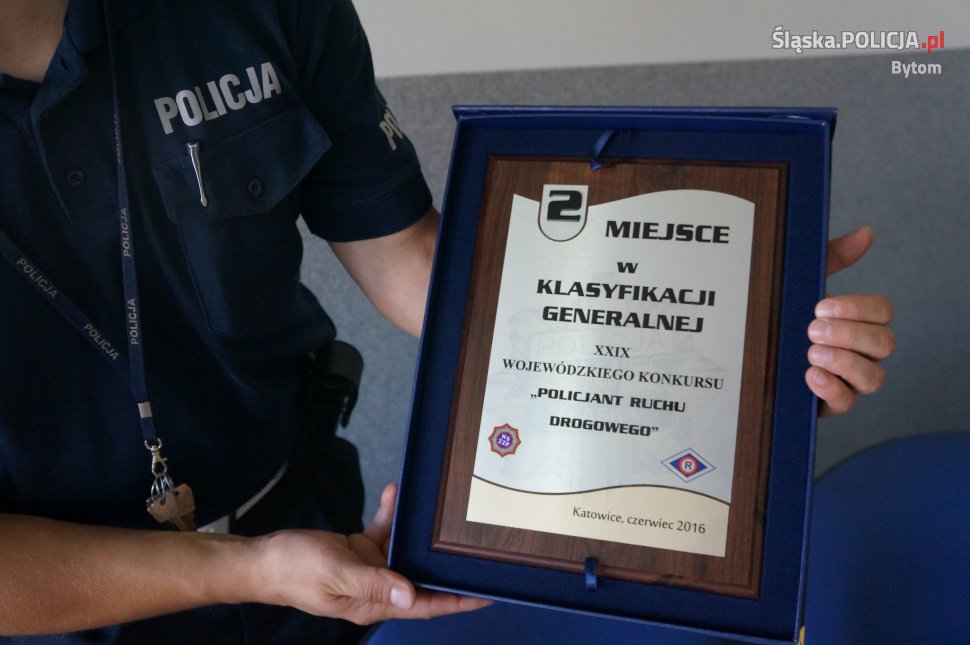 Śląska.POLICJA.pl
Bytom
POLICJA
PO
POLICJA
POLICJA
POLICJA
2 MIEJSCE
w
KLASYFIKACJI
GENERALNEJ
XXIX
WOJEWÓDZKIEGO KONKURSU
„POLICJANT RUCHU
DROGOWEGO”
R
Katowice, czerwiec 2016